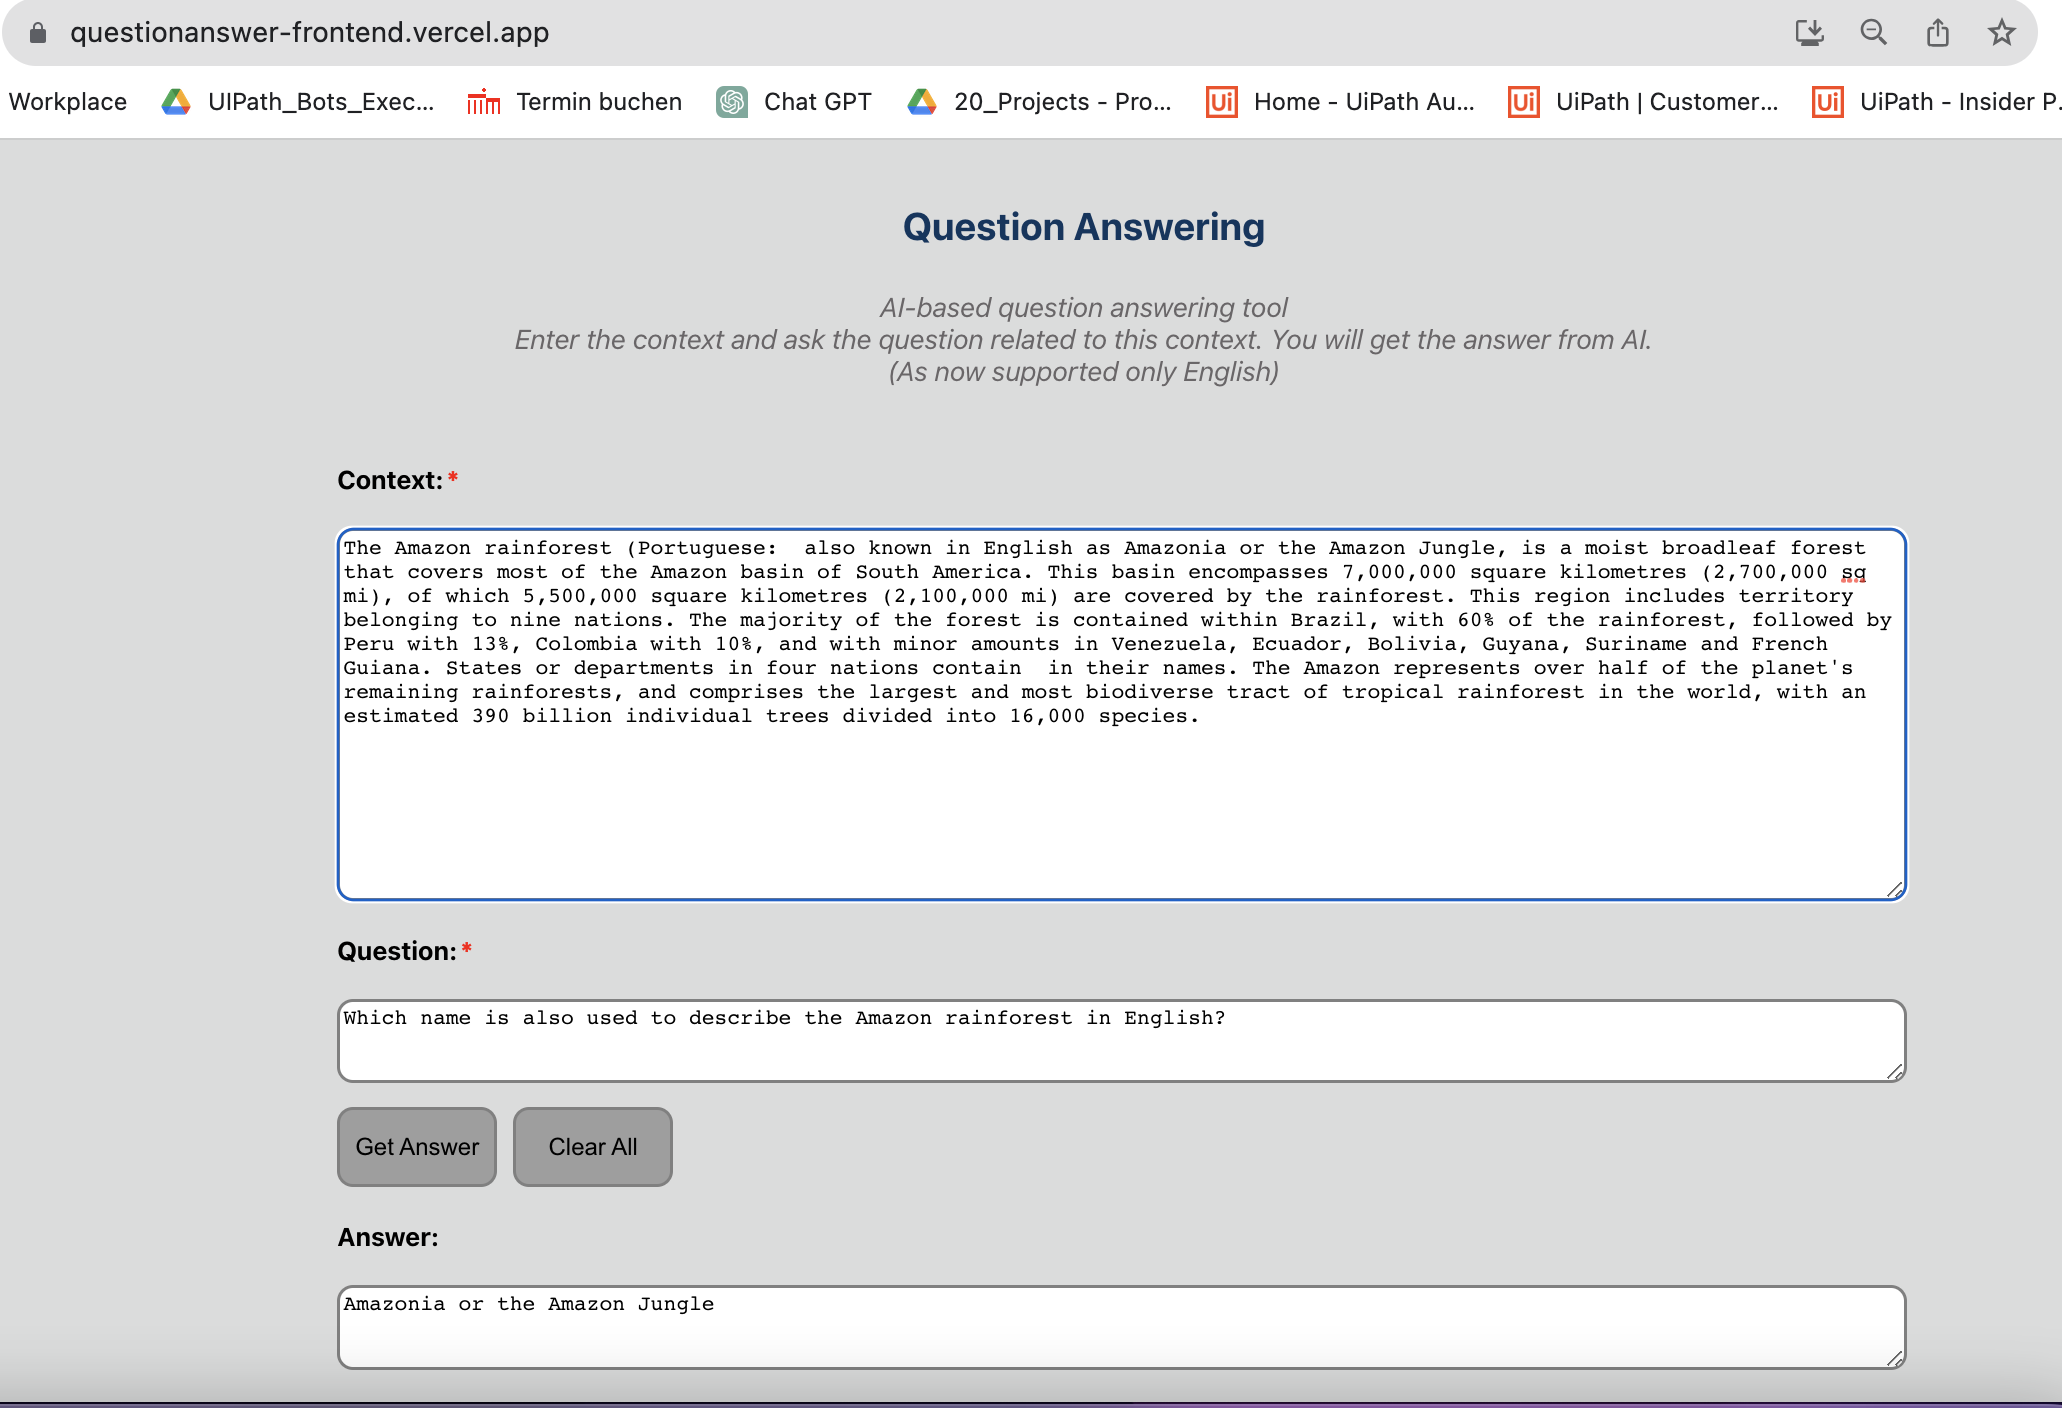 questionanswer-frontend.vercel.app
Workplace UIPath_Bots_Exec... Termin buchen Chat GPT 20_Projects - Pro... Ui Home - UiPath Au... Ui UiPath | Customer... Ui UiPath - Insider P.
Question Answering
AI-based question answering tool
Enter the context and ask the question related to this context. You will get the answer from AI.
(As now supported only English)
Context:*
The Amazon rainforest (Portuguese:  also known in English as Amazonia or the Amazon Jungle, is a moist broadleaf forest
that covers most of the Amazon basin of South America. This basin encompasses 7,000,000 square kilometres (2,700,000 sq
mi), of which 5,500,000 square kilometres (2,100,000 mi) are covered by the rainforest. This region includes territory
belonging to nine nations. The majority of the forest is contained within Brazil, with 60% of the rainforest, followed by
Peru with 13%, Colombia with 10%, and with minor amounts in Venezuela, Ecuador, Bolivia, Guyana, Suriname and French
Guiana. States or departments in four nations contain  in their names. The Amazon represents over half of the planet's
remaining rainforests, and comprises the largest and most biodiverse tract of tropical rainforest in the world, with an
estimated 390 billion individual trees divided into 16,000 species.
Question:*
Which name is also used to describe the Amazon rainforest in English?
Get Answer Clear All
Answer:
Amazonia or the Amazon Jungle